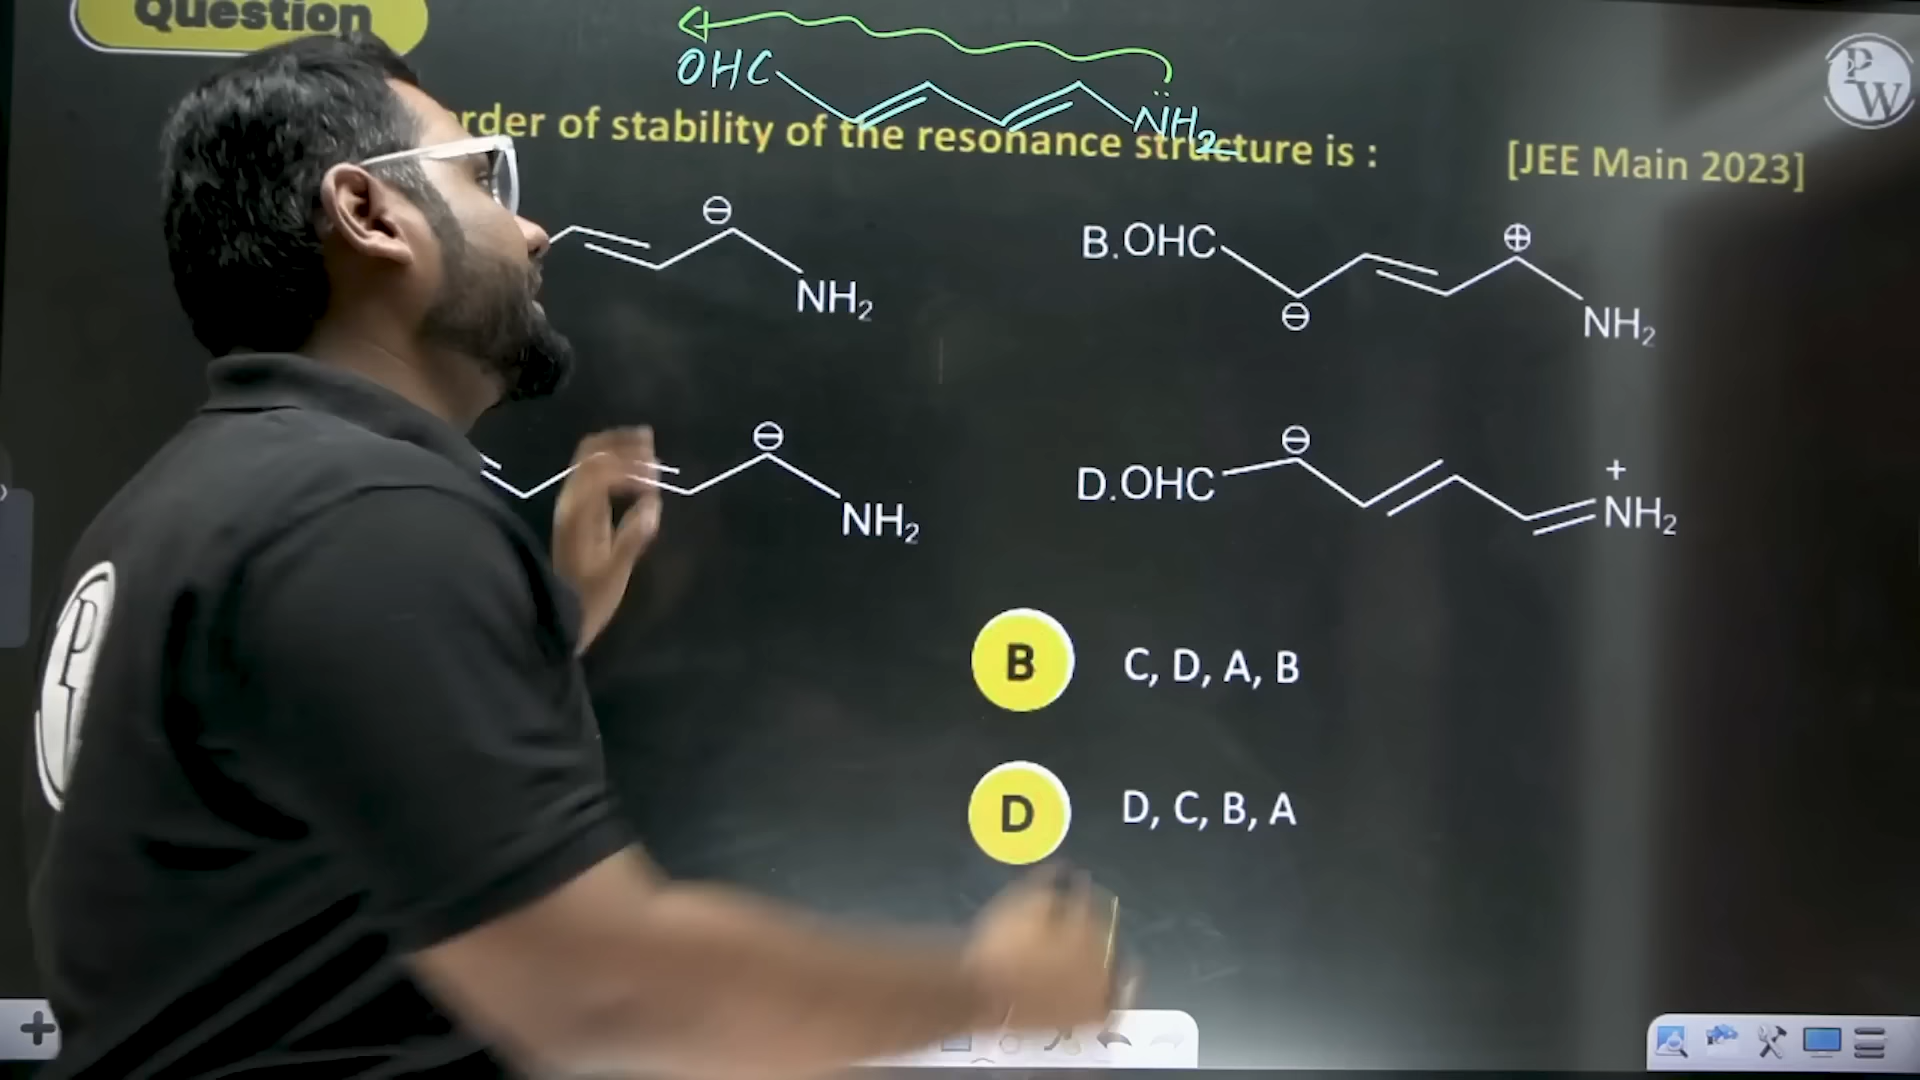 Question
OHC
NH2
rder of stability of the resonance structure is : [JEE Main 2023]
⊖
NH2
B.OHC
⊖
⊕
NH2
⊖
NH2
D.OHC
⊖
+
NH2
B C, D, A, B
D D, C, B, A
PW
P